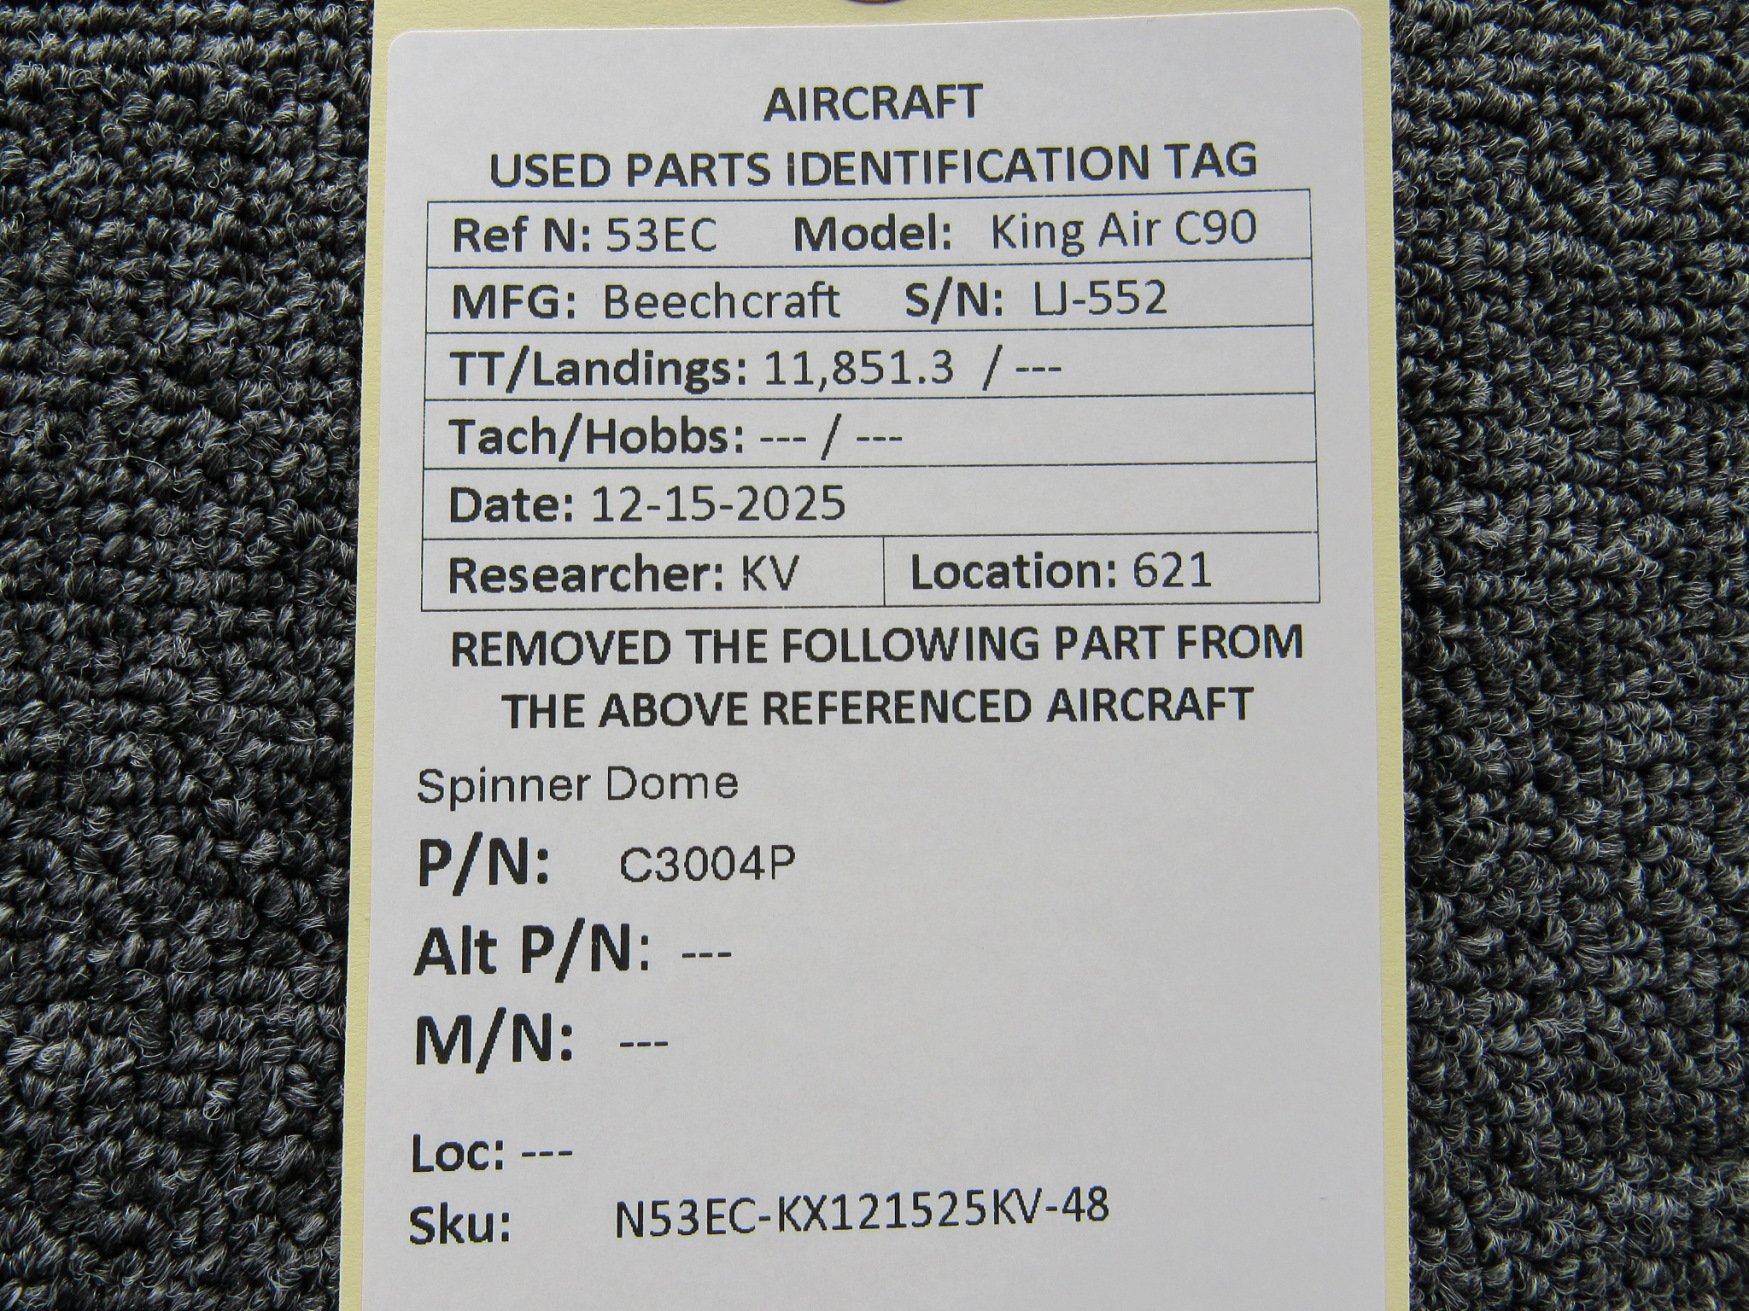 AIRCRAFT
USED PARTS IDENTIFICATION TAG
Ref N: 53EC Model: King Air C90
MFG: Beechcraft S/N: LJ-552
TT/Landings: 11,851.3 / ---
Tach/Hobbs: --- / ---
Date: 12-15-2025
Researcher: KV Location: 621
REMOVED THE FOLLOWING PART FROM
THE ABOVE REFERENCED AIRCRAFT
Spinner Dome
P/N: C3004P
Alt P/N: ---
M/N: ---
Loc: ---
Sku: N53EC-KX121525KV-48